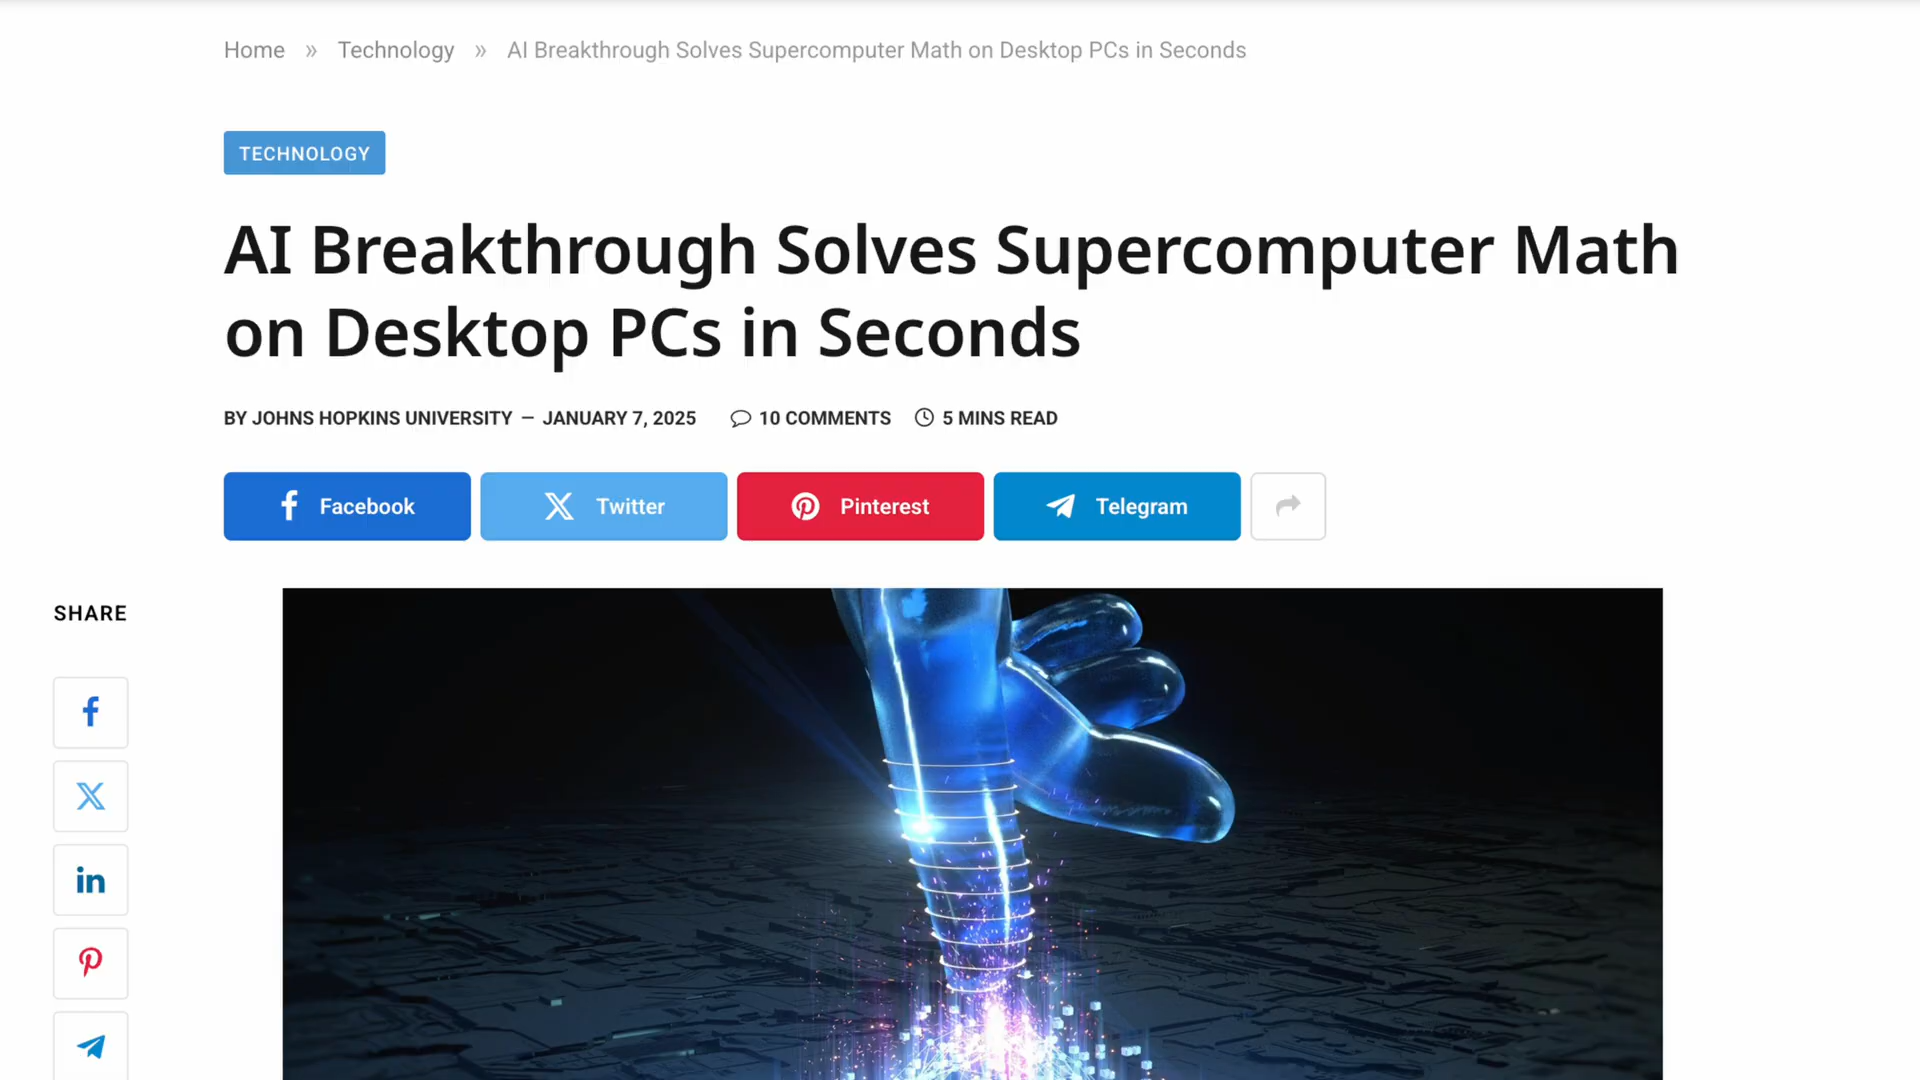 Home » Technology » AI Breakthrough Solves Supercomputer Math on Desktop PCs in Seconds
TECHNOLOGY
AI Breakthrough Solves Supercomputer Math
on Desktop PCs in Seconds
BY JOHNS HOPKINS UNIVERSITY — JANUARY 7, 2025 10 COMMENTS 5 MINS READ
Facebook Twitter Pinterest Telegram
SHARE